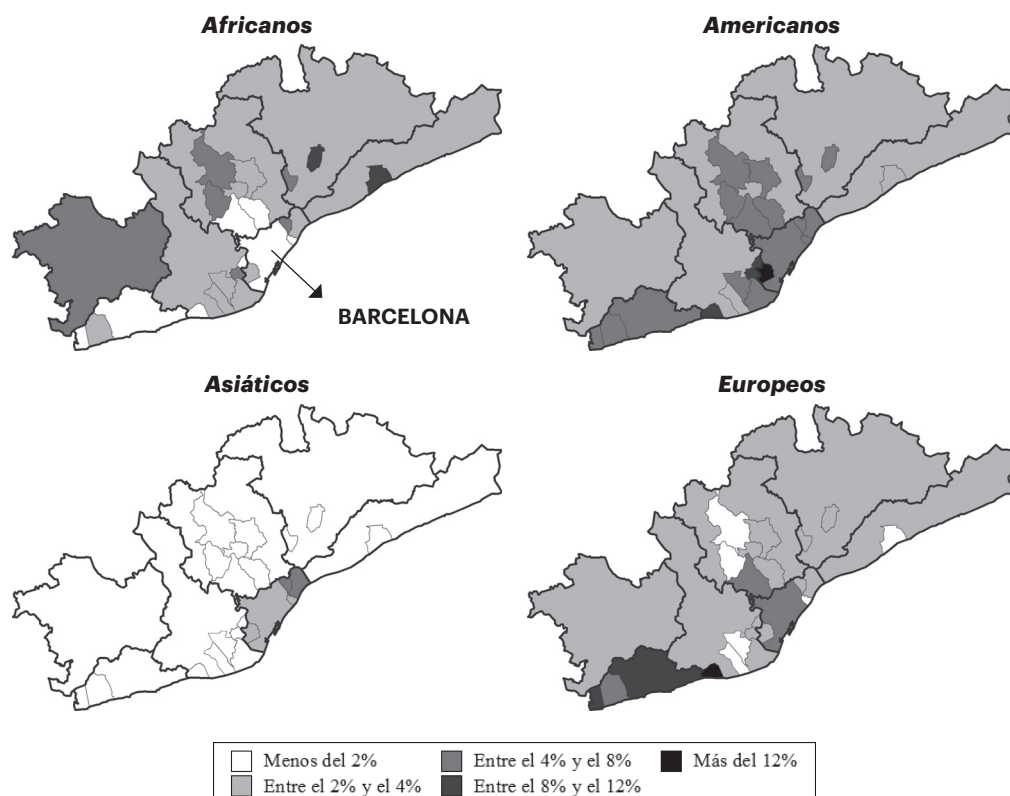 Africanos
Americanos
BARCELONA
Asiáticos
Europeos
Menos del 2%
Entre el 4% y el 8%
Más del 12%
Entre el 2% y el 4%
Entre el 8% y el 12%